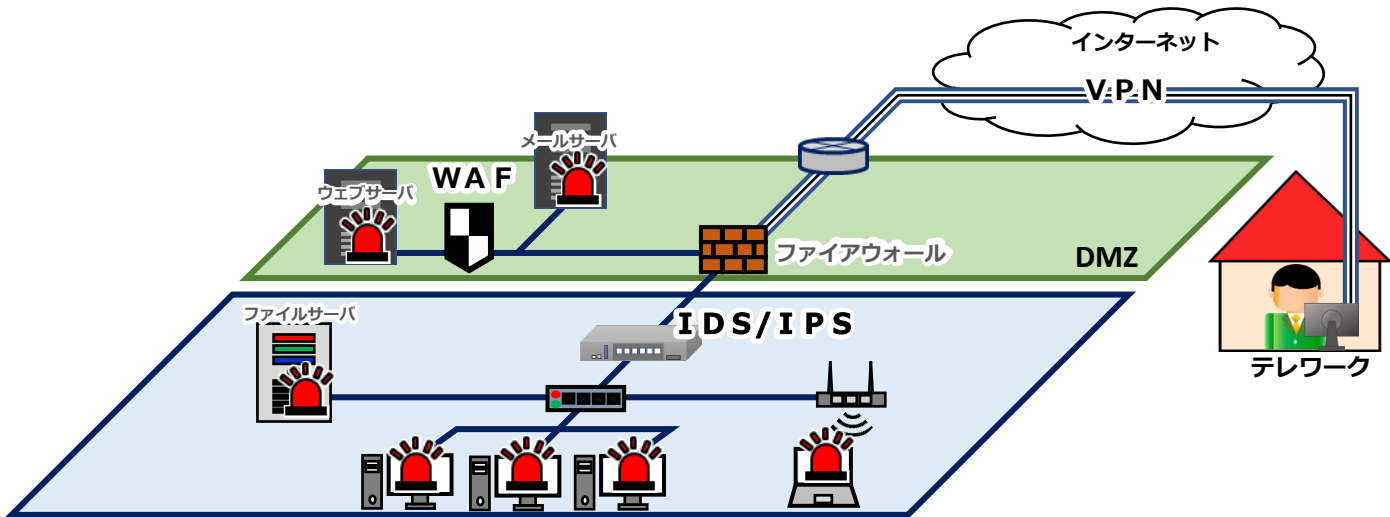 インターネット
VPN
メールサーバ
WAF
ウェブサーバ
ファイアウォール
DMZ
ファイルサーバ
IDS/IPS
テレワーク